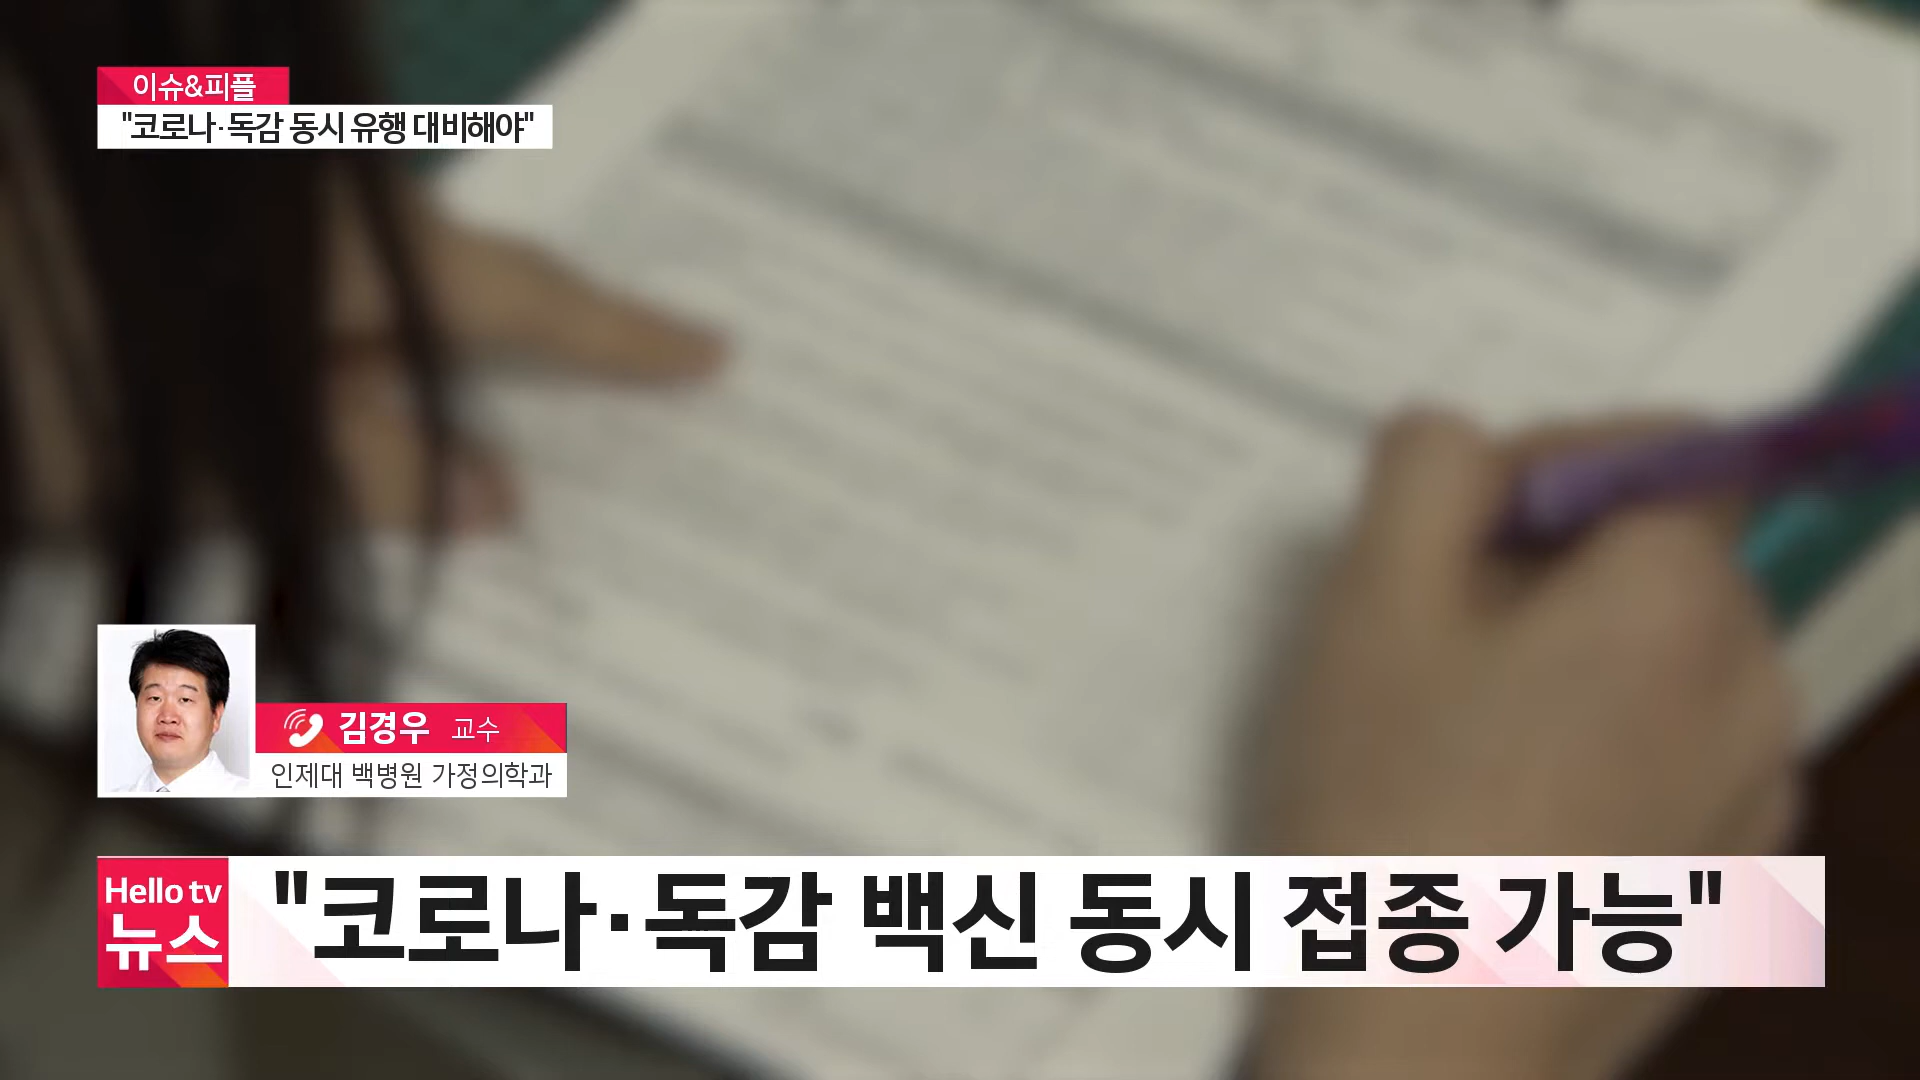 이슈&피플
"코로나·독감 동시 유행 대비해야"
김경우 교수
인제대 백병원 가정의학과
Hello tv
뉴스
"코로나·독감 백신 동시 접종 가능"